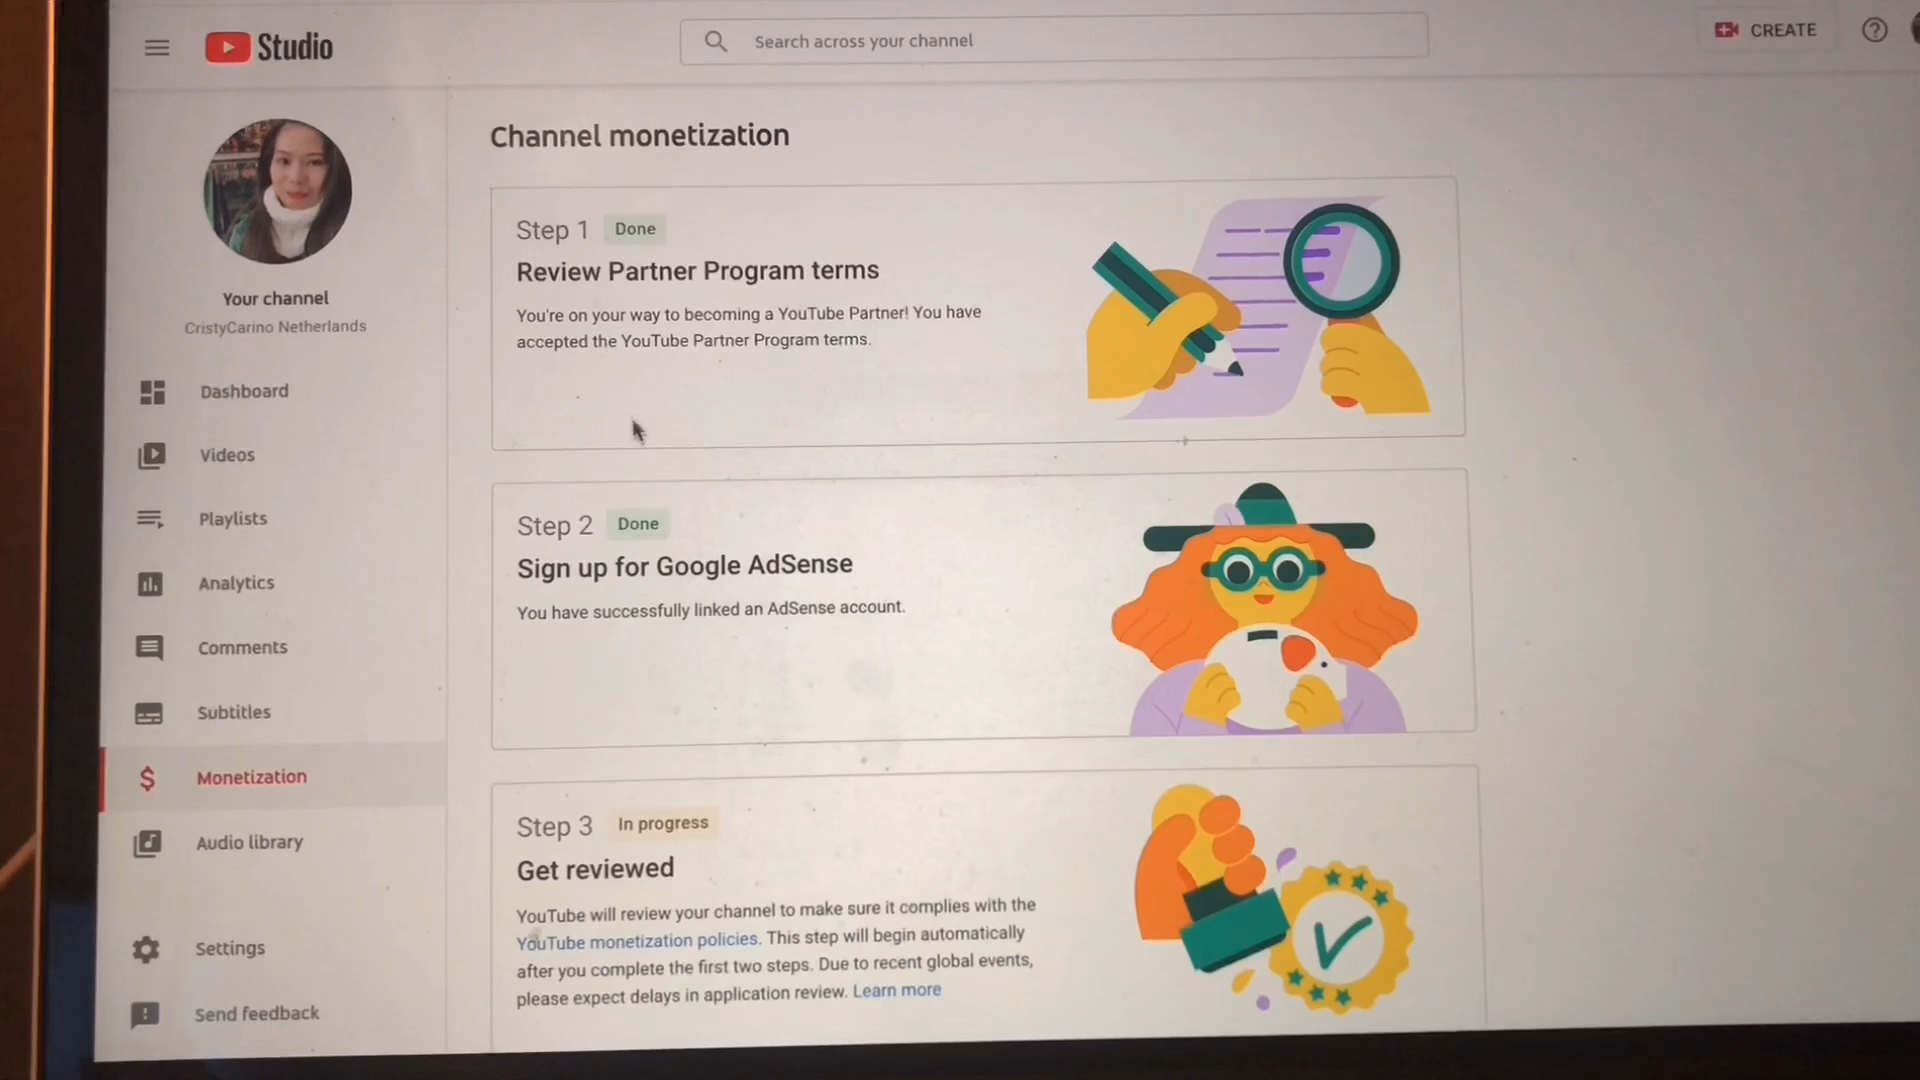 Studio
Search across your channel
CREATE
Your channel
CristyCarino Netherlands
Dashboard
Videos
Playlists
Analytics
Comments
Subtitles
Monetization
Audio library
Settings
Send feedback
Channel monetization
Step 1 Done
Review Partner Program terms
You're on your way to becoming a YouTube Partner! You have
accepted the YouTube Partner Program terms.
Step 2 Done
Sign up for Google AdSense
You have successfully linked an AdSense account.
Step 3 In progress
Get reviewed
YouTube will review your channel to make sure it complies with the
YouTube monetization policies. This step will begin automatically
after you complete the first two steps. Due to recent global events,
please expect delays in application review. Learn more